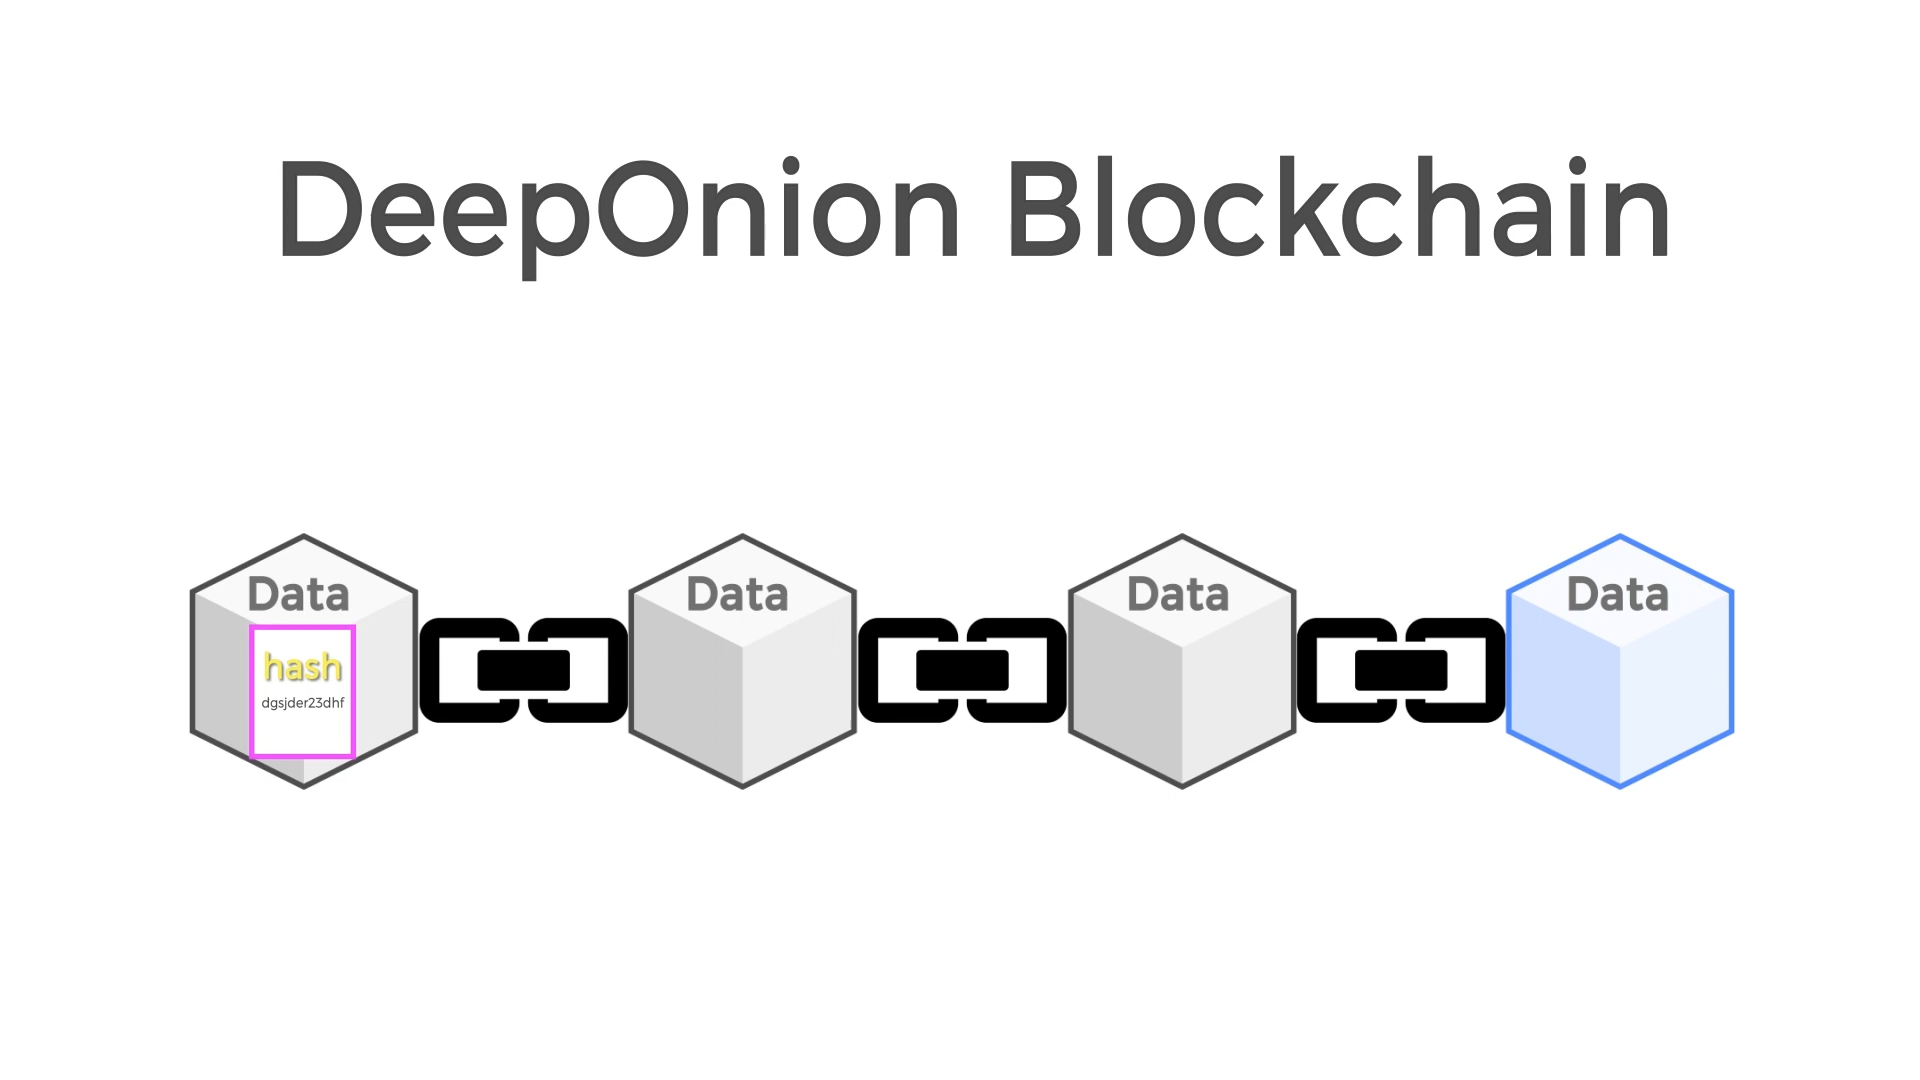 DeepOnion Blockchain
Data
Data
Data
Data
hash
dgsjder23dhf